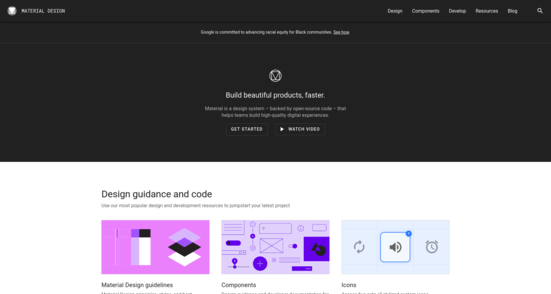 MATERIAL DESIGN
Design Components Develop Resources Blog
Google is committed to advancing racial equity for Black communities. See how.
Build beautiful products, faster.
Material is a design system – backed by open-source code – that
helps teams build high-quality digital experiences.
GET STARTED WATCH VIDEO
Design guidance and code
Use our most popular design and development resources to jumpstart your latest project
Material Design guidelines Components Icons